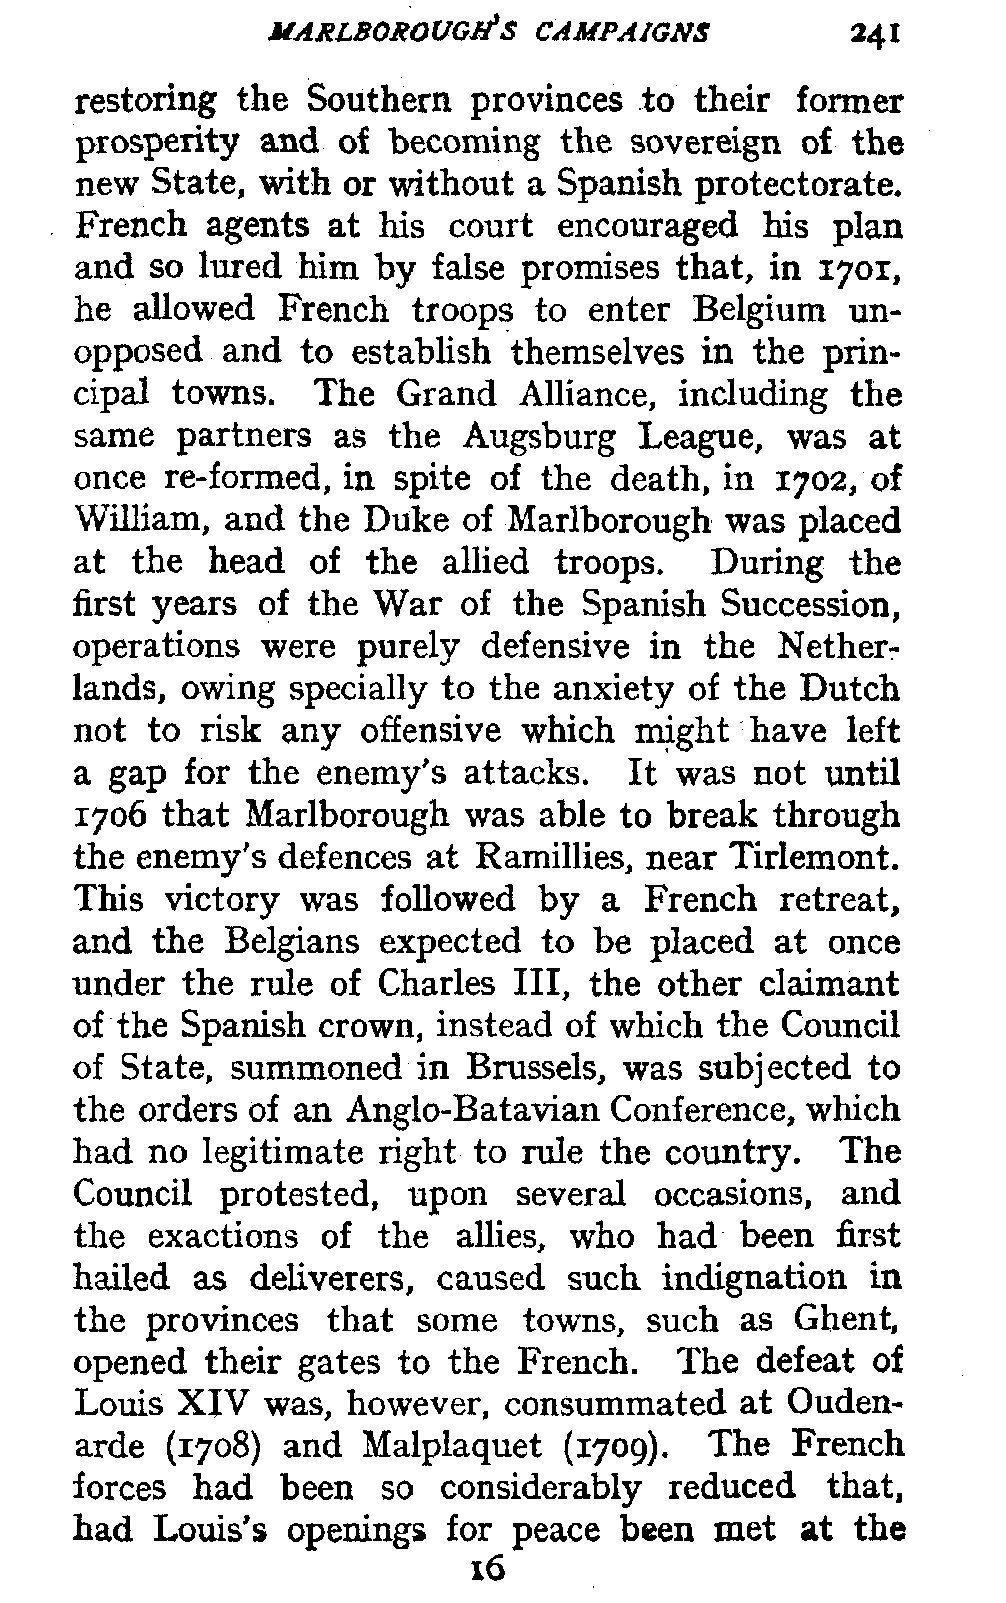 MARLBOROUGH'S CAMPAIGNS 241
restoring the Southern provinces to their former
prosperity and of becoming the sovereign of the
new State, with or without a Spanish protectorate.
French agents at his court encouraged his plan
and so lured him by false promises that, in 1701,
he allowed French troops to enter Belgium un-
opposed and to establish themselves in the prin-
cipal towns. The Grand Alliance, including the
same partners as the Augsburg League, was at
once re-formed, in spite of the death, in 1702, of
William, and the Duke of Marlborough was placed
at the head of the allied troops. During the
first years of the War of the Spanish Succession,
operations were purely defensive in the Nether-
lands, owing specially to the anxiety of the Dutch
not to risk any offensive which might have left
a gap for the enemy's attacks. It was not until
1706 that Marlborough was able to break through
the enemy's defences at Ramillies, near Tirlemont.
This victory was followed by a French retreat,
and the Belgians expected to be placed at once
under the rule of Charles III, the other claimant
of the Spanish crown, instead of which the Council
of State, summoned in Brussels, was subjected to
the orders of an Anglo-Batavian Conference, which
had no legitimate right to rule the country. The
Council protested, upon several occasions, and
the exactions of the allies, who had been first
hailed as deliverers, caused such indignation in
the provinces that some towns, such as Ghent,
opened their gates to the French. The defeat of
Louis XIV was, however, consummated at Ouden-
arde (1708) and Malplaquet (1709). The French
forces had been so considerably reduced that,
had Louis's openings for peace been met at the
16